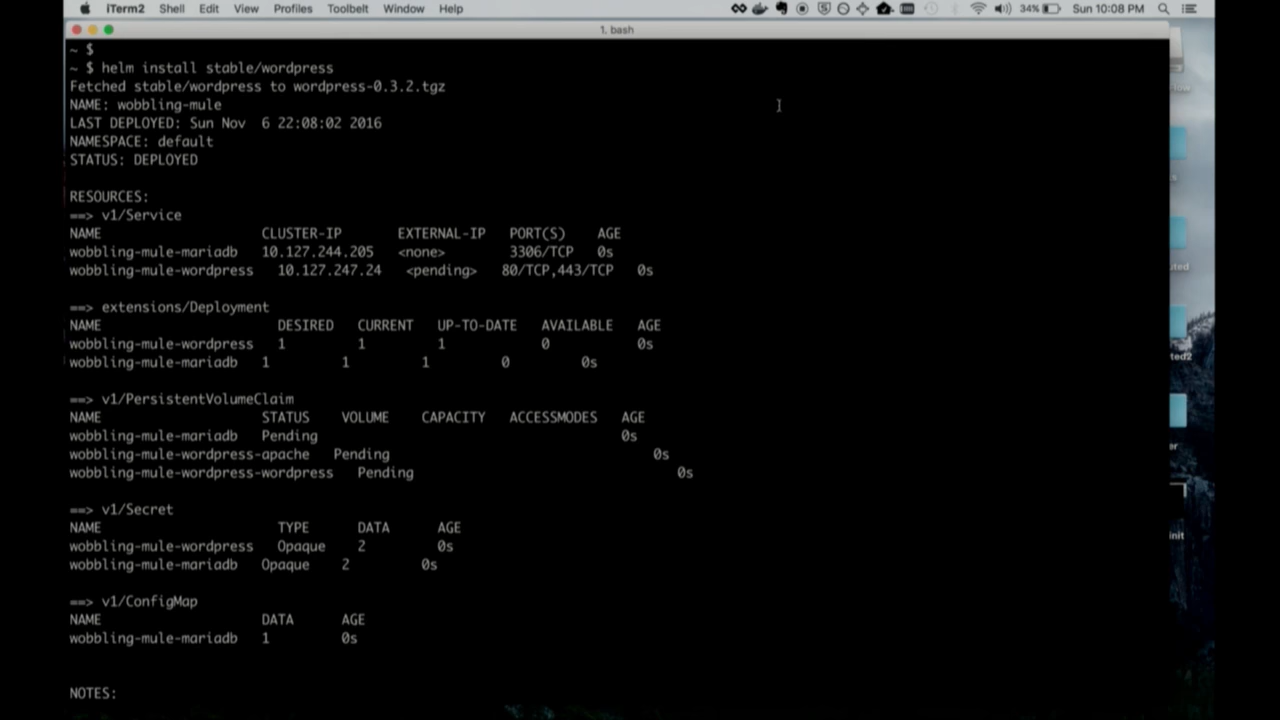 iTerm2 Shell Edit View Profiles Toolbelt Window Help 34% Sun 10:08 PM
1. bash
~ $
~ $ helm install stable/wordpress
Fetched stable/wordpress to wordpress-0.3.2.tgz
NAME: wobbling-mule
LAST DEPLOYED: Sun Nov  6 22:08:02 2016
NAMESPACE: default
STATUS: DEPLOYED
RESOURCES:
==> v1/Service
NAME CLUSTER-IP EXTERNAL-IP PORT(S) AGE
wobbling-mule-mariadb 10.127.244.205 <none> 3306/TCP 0s
wobbling-mule-wordpress 10.127.247.24 <pending> 80/TCP,443/TCP 0s
==> extensions/Deployment
NAME DESIRED CURRENT UP-TO-DATE AVAILABLE AGE
wobbling-mule-wordpress 1 1 1 0 0s
wobbling-mule-mariadb 1 1 1 0 0s
==> v1/PersistentVolumeClaim
NAME STATUS VOLUME CAPACITY ACCESSMODES AGE
wobbling-mule-mariadb Pending 0s
wobbling-mule-wordpress-apache Pending 0s
wobbling-mule-wordpress-wordpress Pending 0s
==> v1/Secret
NAME TYPE DATA AGE
wobbling-mule-wordpress Opaque 2 0s
wobbling-mule-mariadb Opaque 2 0s
==> v1/ConfigMap
NAME DATA AGE
wobbling-mule-mariadb 1 0s
NOTES: